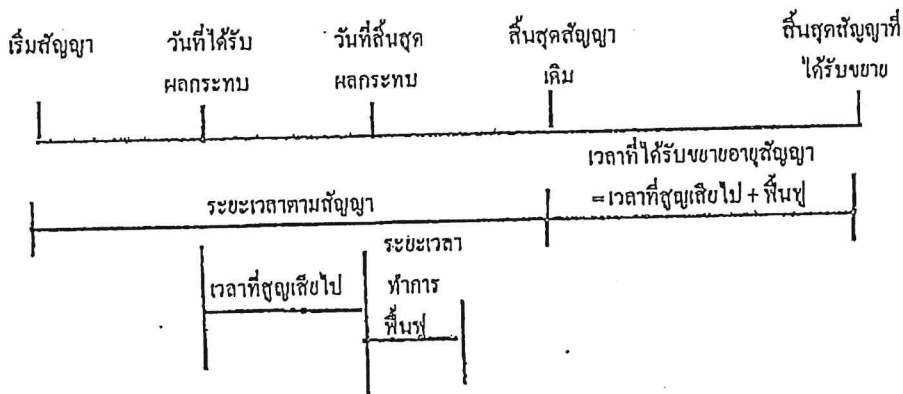 เริ่มสัญญา
วันที่ได้รับ
ผลกระทบ
วันที่สิ้นสุด
ผลกระทบ
สิ้นสุดสัญญา
เดิม
สิ้นสุดสัญญาที่
ได้รับขยาย
เวลาที่ได้รับขยายอายุสัญญา
=เวลาที่สูญเสียไป + ฟื้นฟู
ระยะเวลาตามสัญญา
เวลาที่สูญเสียไป
ระยะเวลา
ทำการ
ฟื้นฟู